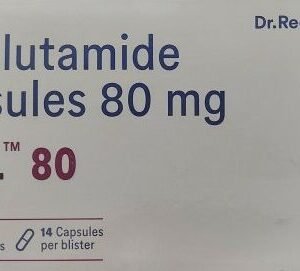 Dr.Re
lutamide
sules 80 mg
™ 80
14 Capsules
s per blister